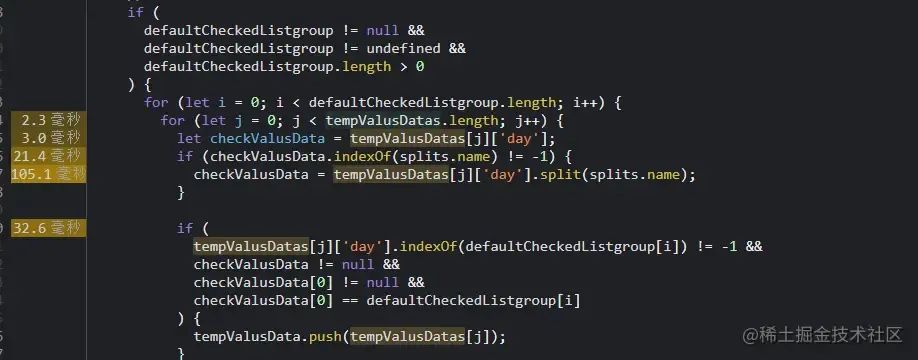 if (
defaultCheckedListgroup != null &&
defaultCheckedListgroup != undefined &&
defaultCheckedListgroup.length > 0
) {
for (let i = 0; i < defaultCheckedListgroup.length; i++) {
2.3 毫秒 for (let j = 0; j < tempValusDatas.length; j++) {
3.0 毫秒 let checkValusData = tempValusDatas[j]['day'];
21.4 毫秒 if (checkValusData.indexOf(splits.name) != -1) {
105.1 毫秒 checkValusData = tempValusDatas[j]['day'].split(splits.name);
}
32.6 毫秒 if (
tempValusDatas[j]['day'].indexOf(defaultCheckedListgroup[i]) != -1 &&
checkValusData != null &&
checkValusData[0] != null &&
checkValusData[0] == defaultCheckedListgroup[i]
) {
tempValusData.push(tempValusDatas[j]);
}
@稀土掘金技术社区